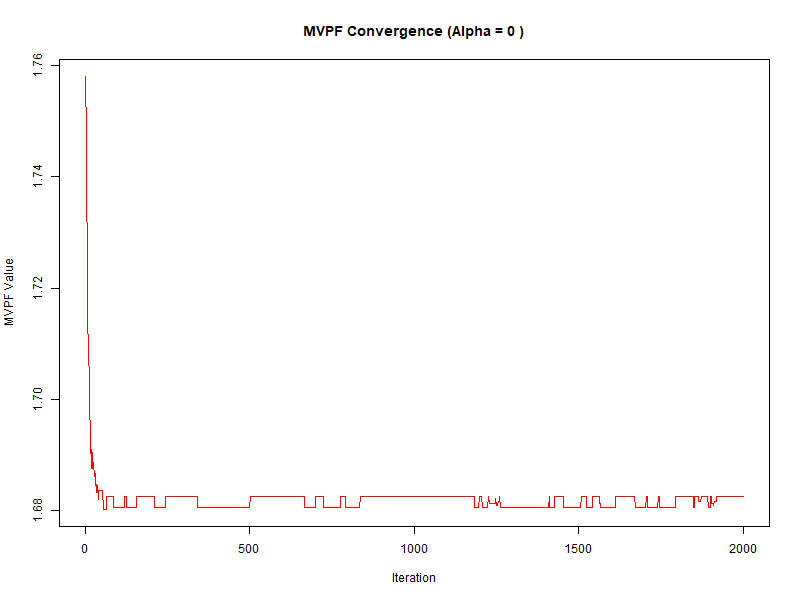 MVPF Convergence (Alpha = 0 )
MVPF Value
1.76
1.74
1.72
1.70
1.68
0 500 1000 1500 2000
Iteration